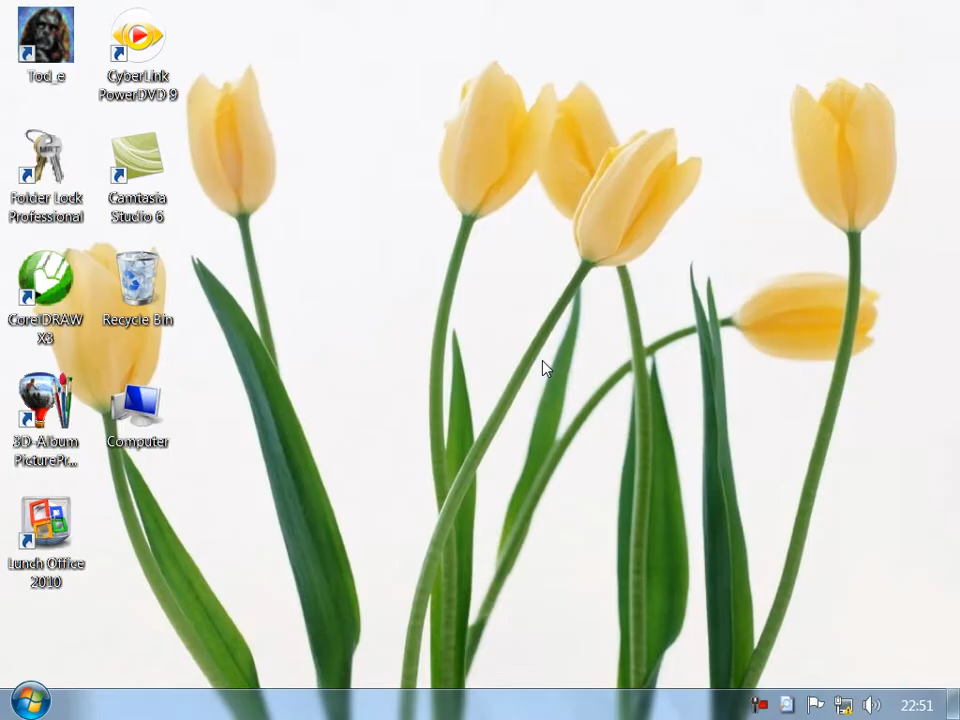 Tod_e
CyberLink
PowerDVD 9
MRT
Folder Lock
Professional
Camtasia
Studio 6
CorelDRAW
X3
Recycle Bin
3D-Album
PicturePr...
Computer
Lunch Office
2010
22:51